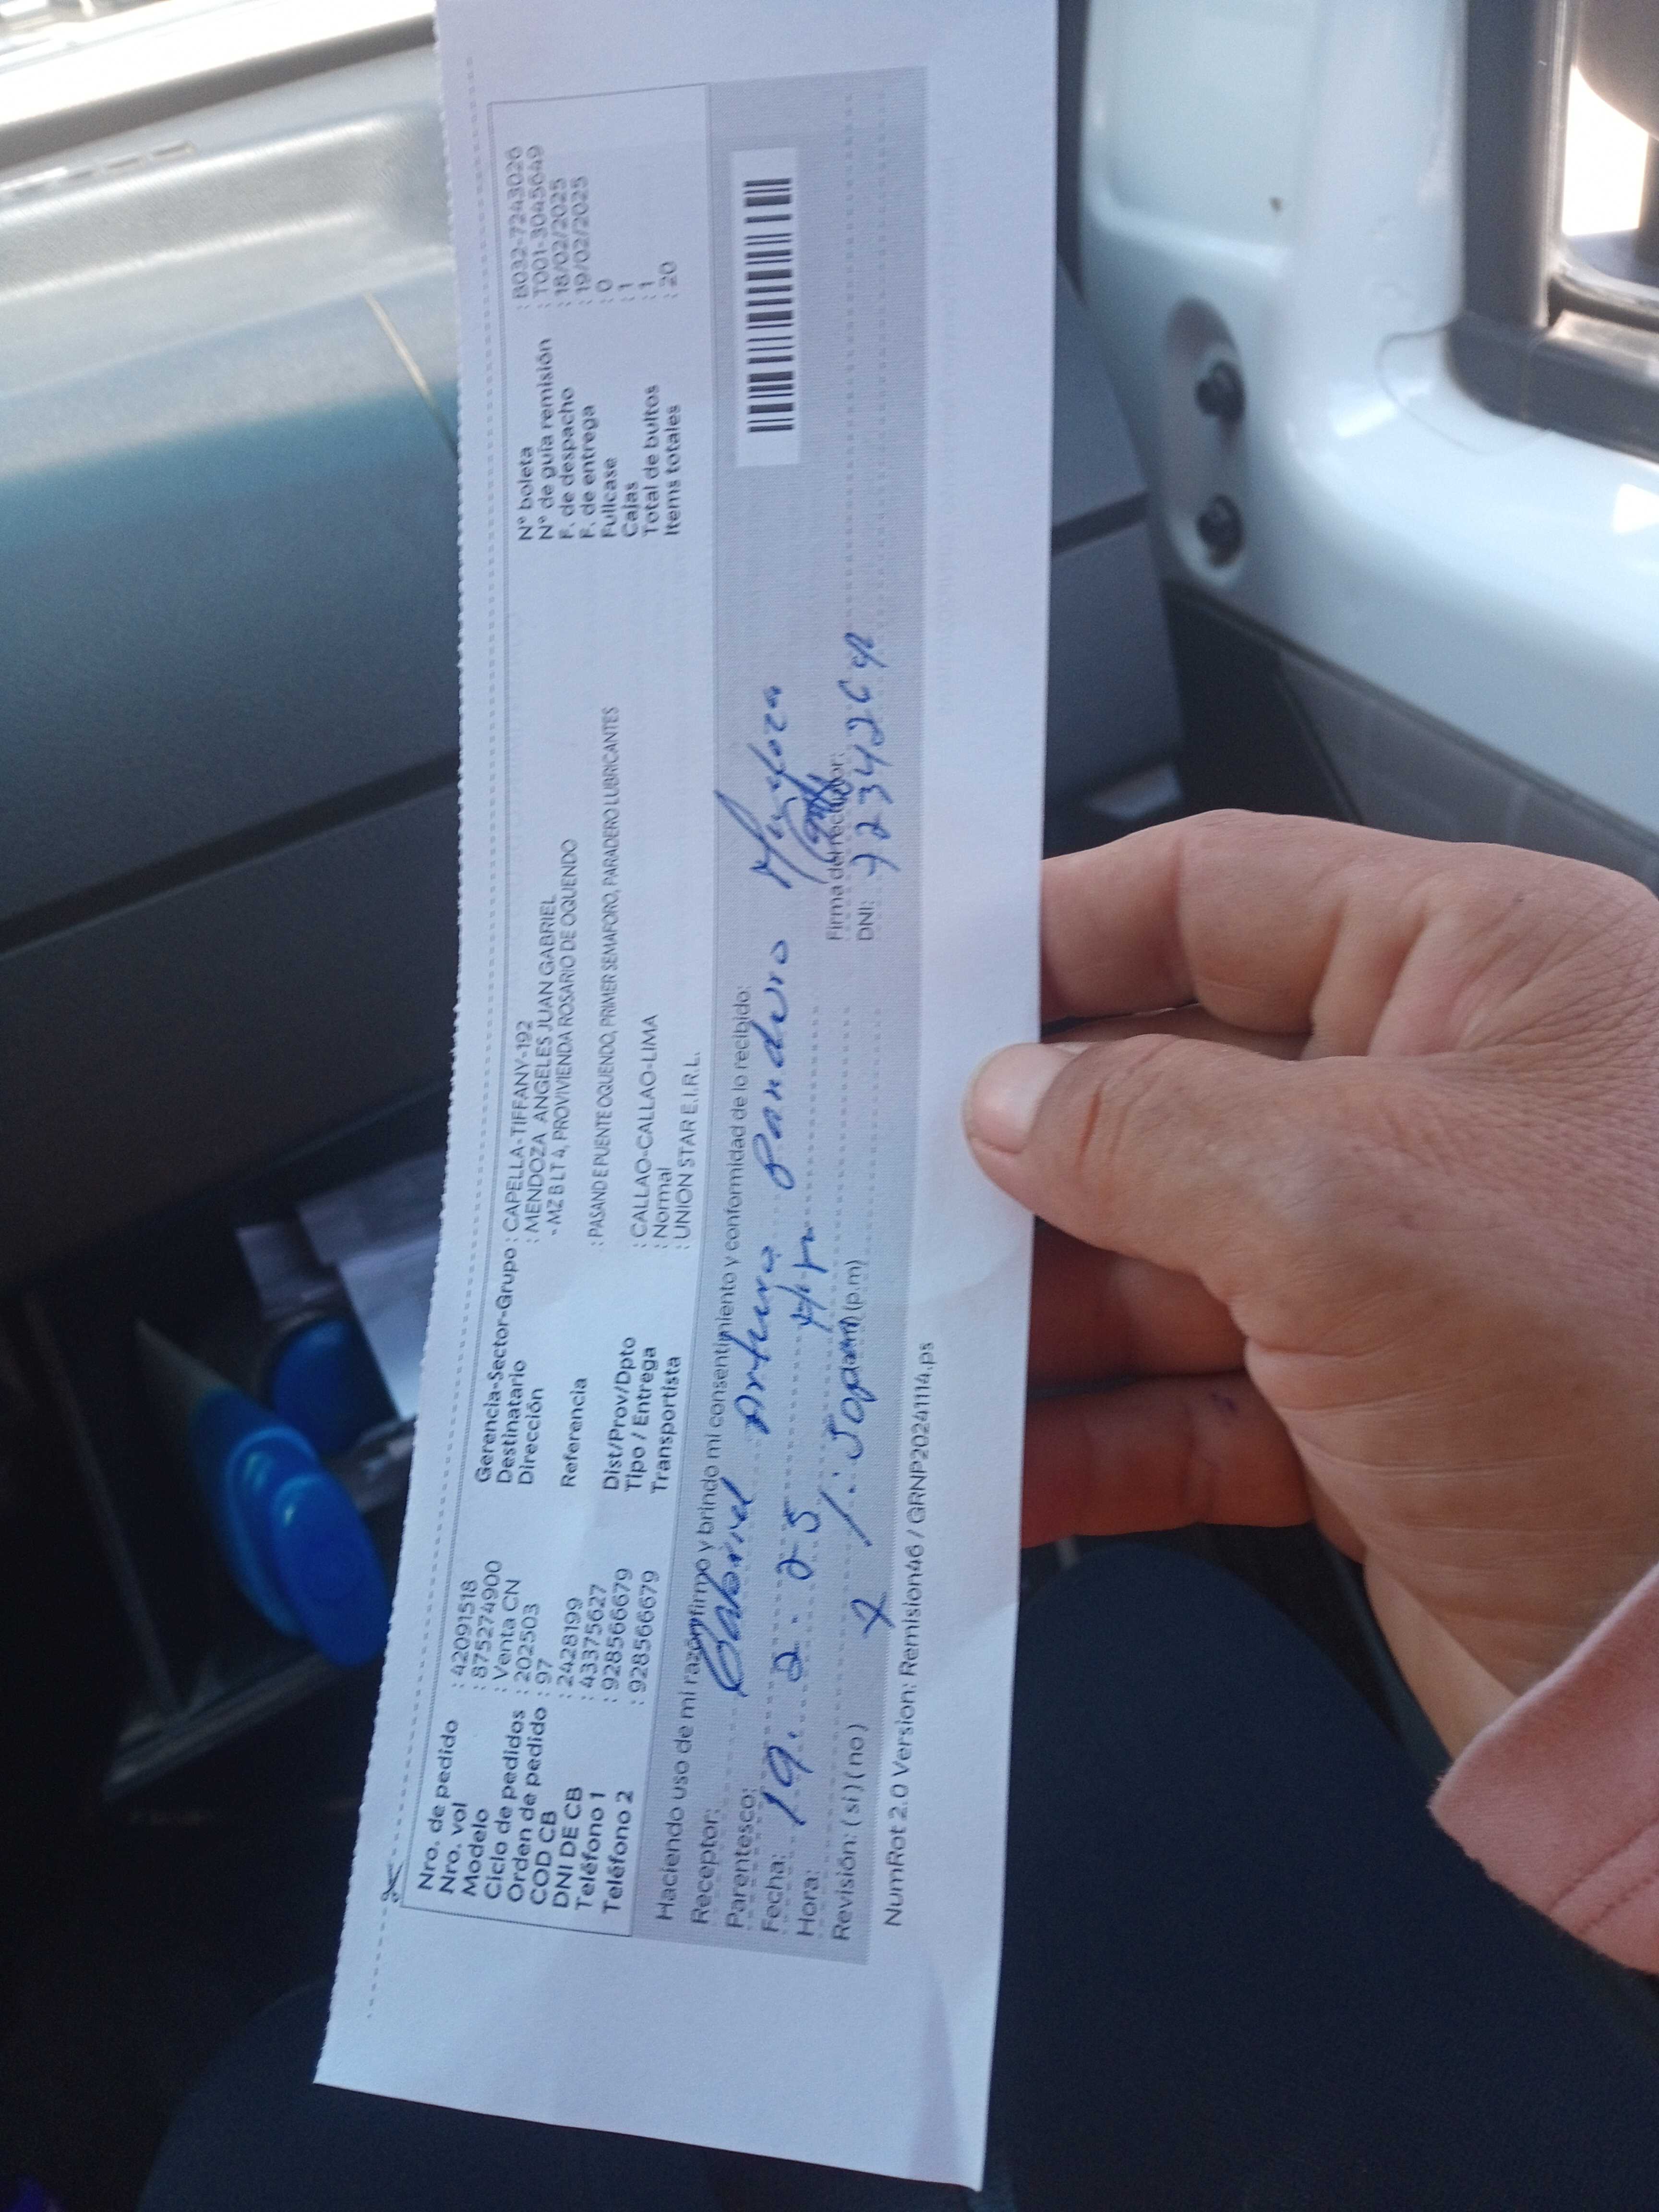 Nro. de pedido : 42091518
Nro. vol : 875274900
Modelo : Venta CN
Ciclo de pedidos : 202503
Orden de pedido : 97
COD CB : 2428199
DNI DE CB : 43375627
Teléfono 1 : 928566679
Teléfono 2 : 928566679
Gerencia-Sector-Grupo : CAPELLA-TIFFANY-192
Destinatario : MENDOZA ANGELES JUAN GABRIEL
Dirección - MZ B LT 4, PROVIVIENDA ROSARIO DE OQUENDO
Referencia : PASAND E PUENTE OQUENDO, PRIMER SEMAFORO, PARADERO LUBRICANTES
Dist/Prov/Dpto : CALLAO-CALLAO-LIMA
Tipo / Entrega : Normal
Transportista : UNION STAR E.I.R.L.
N° boleta : B032-7243026
N° de guía remisión : T001-3045649
F. de despacho : 18/02/2025
F. de entrega : 19/02/2025
Fullcase : 0
Cajas : 1
Total de bultos : 1
Items totales : 20
Haciendo uso de mi razón firmo y brindo mi consentimiento y conformidad de lo recibido:
Receptor: Gabriel Arturo Panduro
Parentesco:
Fecha: 19. 2. 25
Hora: 1:30 pm (p.m)
Revisión: ( si ) ( no ) x
Firma del receptor:
DNI:
NumRot 2.0 Version: Remision46 / GRNP20241114.ps